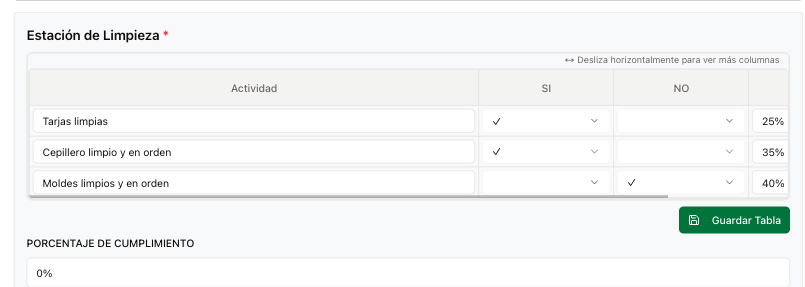 Estación de Limpieza *
↔ Desliza horizontalmente para ver más columnas
Actividad SI NO
Tarjas limpias ✓ 25%
Cepillero limpio y en orden ✓ 35%
Moldes limpios y en orden ✓ 40%
Guardar Tabla
PORCENTAJE DE CUMPLIMIENTO
0%